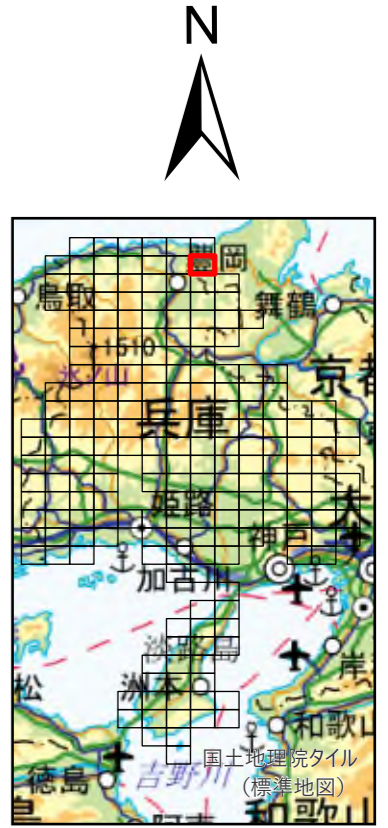 N
豊岡
鳥取
舞鶴
1510
氷ノ山
京都
兵庫
姫路
神戸
大
加古川
淡路島
洲本
岸
松
和歌山
国土地理院タイル
(標準地図)
徳島
吉野川
和歌山